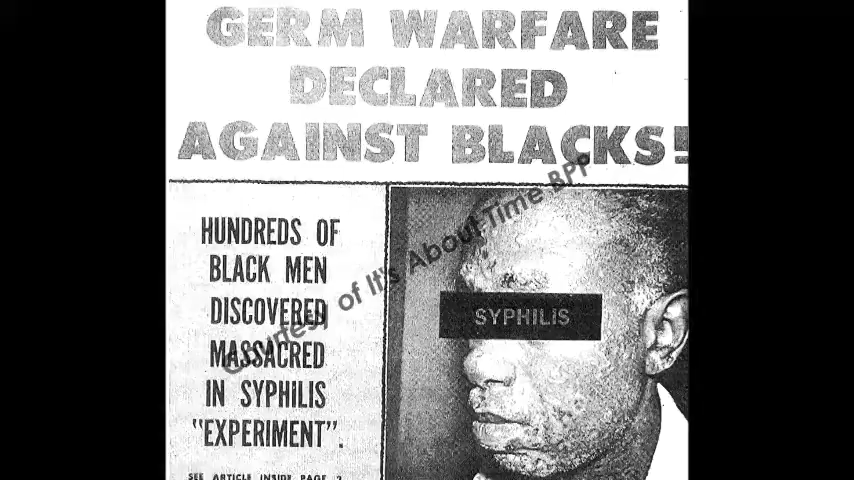 GERM WARFARE
DECLARED
AGAINST BLACKS!
HUNDREDS OF
BLACK MEN
DISCOVERED
MASSACRED
IN SYPHILIS
"EXPERIMENT".
SEE ARTICLE INSIDE PAGE 2
SYPHILIS
Courtesy of It's About Time BPP